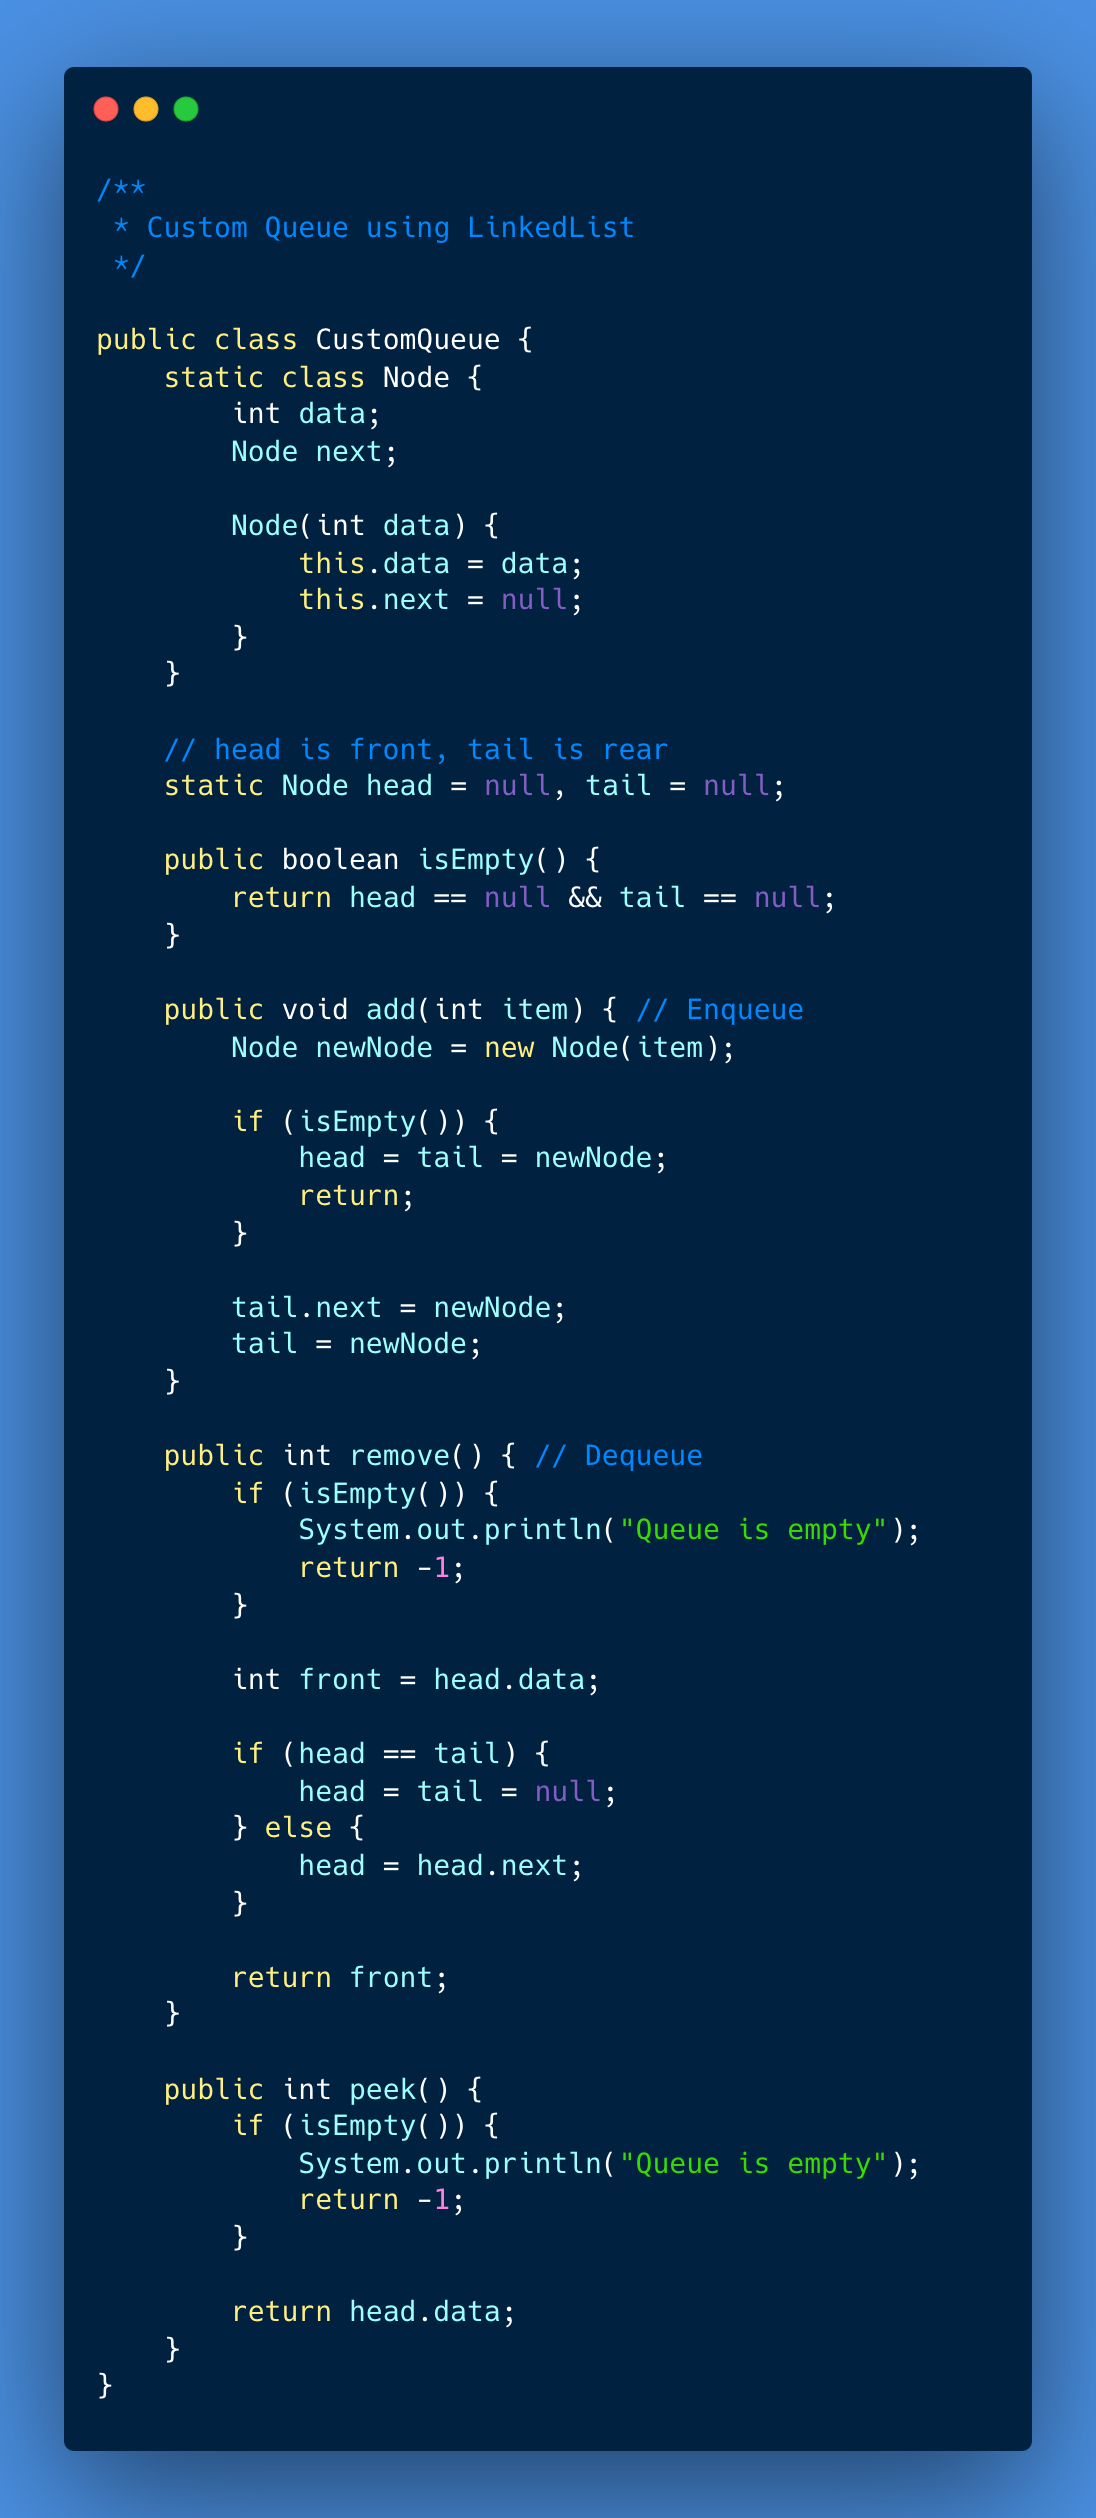 /**
 * Custom Queue using LinkedList
 */

public class CustomQueue {
    static class Node {
        int data;
        Node next;

        Node(int data) {
            this.data = data;
            this.next = null;
        }
    }

    // head is front, tail is rear
    static Node head = null, tail = null;

    public boolean isEmpty() {
        return head == null && tail == null;
    }

    public void add(int item) { // Enqueue
        Node newNode = new Node(item);

        if (isEmpty()) {
            head = tail = newNode;
            return;
        }

        tail.next = newNode;
        tail = newNode;
    }

    public int remove() { // Dequeue
        if (isEmpty()) {
            System.out.println("Queue is empty");
            return -1;
        }

        int front = head.data;

        if (head == tail) {
            head = tail = null;
        } else {
            head = head.next;
        }

        return front;
    }

    public int peek() {
        if (isEmpty()) {
            System.out.println("Queue is empty");
            return -1;
        }

        return head.data;
    }
}